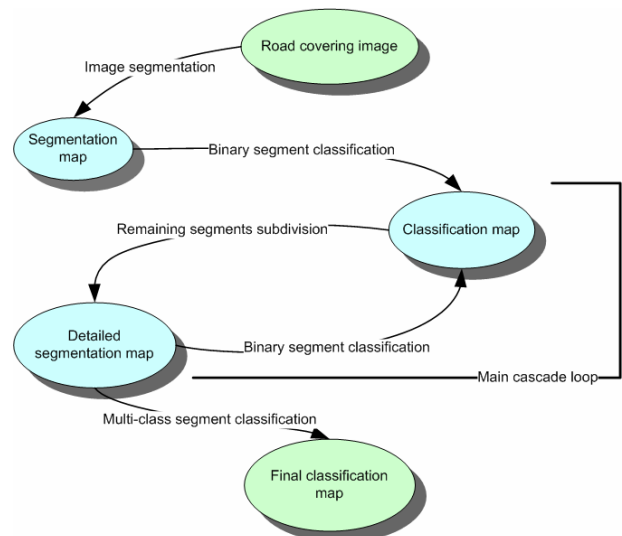 Road covering image
Image segmentation
Segmentation
map
Binary segment classification
Remaining segments subdivision
Classification map
Detailed
segmentation map
Binary segment classification
Main cascade loop
Multi-class segment classification
Final classification
map